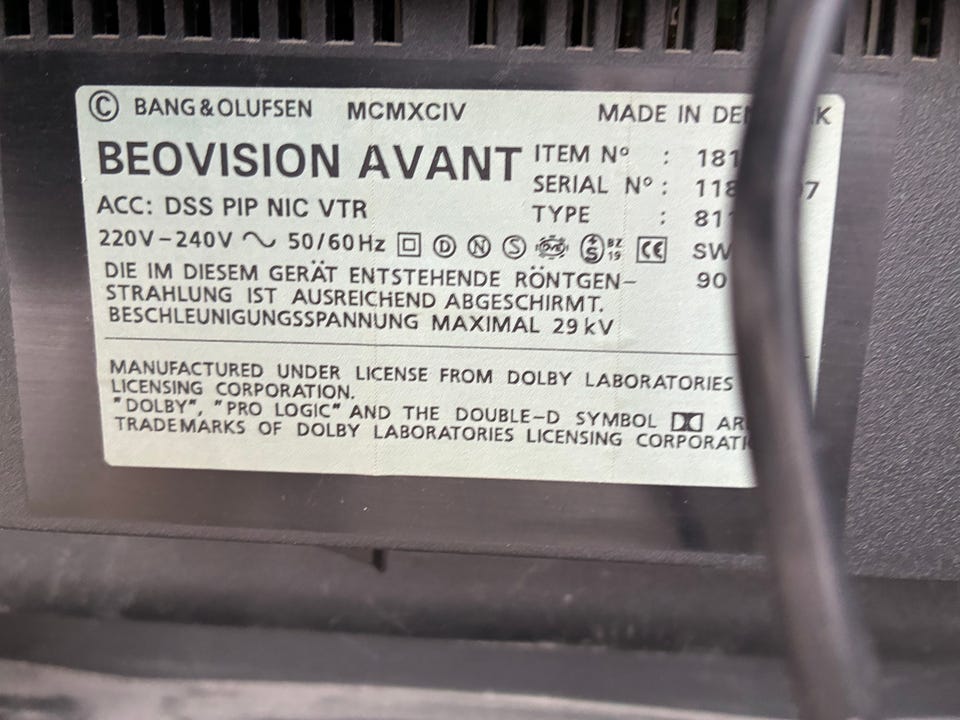 © BANG & OLUFSEN MCMXCIV MADE IN
BEOVISION AVANT
ITEM Nº :
SERIAL Nº :
ACC: DSS PIP NIC VTR
TYPE :
220V-240V ~ 50/60Hz D N S CE
DIE IM DIESEM GERÄT ENTSTEHENDE RÖNTGEN-
STRAHLUNG IST AUSREICHEND ABGESCHIRMT.
BESCHLEUNIGUNGSSPANNUNG MAXIMAL 29 kV
MANUFACTURED UNDER LICENSE FROM DOLBY LABORATORIES
LICENSING CORPORATION.
"DOLBY", "PRO LOGIC" AND THE DOUBLE-D SYMBOL
TRADEMARKS OF DOLBY LABORATORIES LICENSING